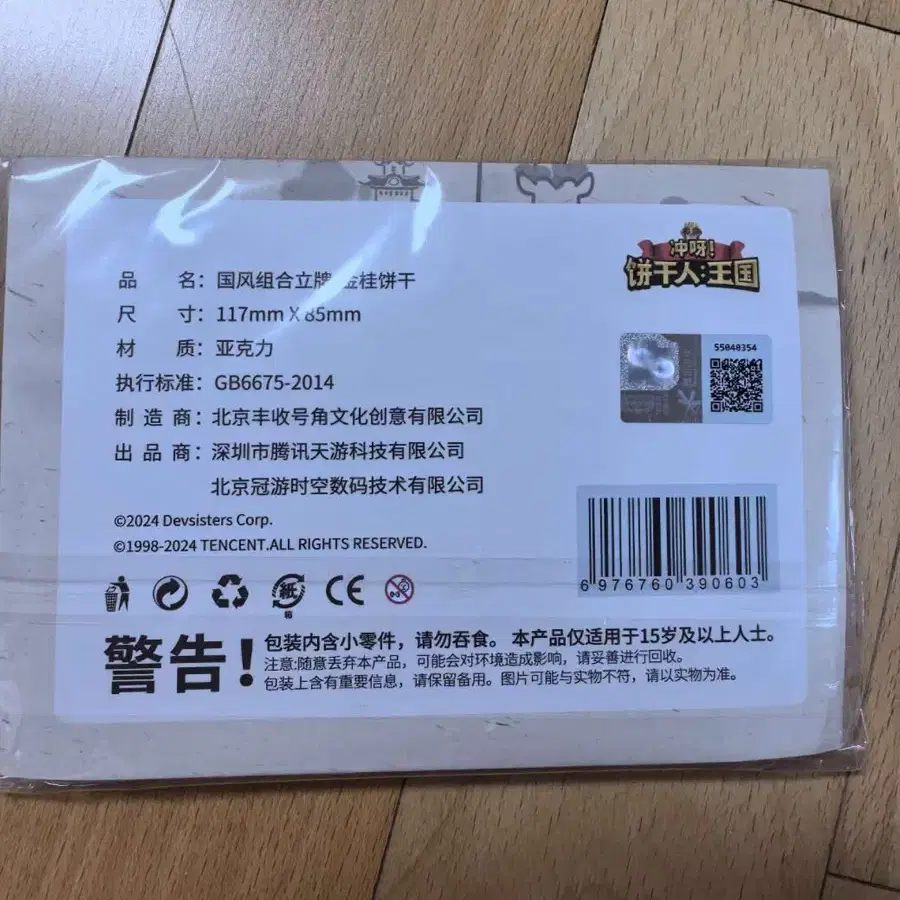 冲呀!
饼干人:王国
品 名: 国风组合立牌 金桂饼干
尺 寸: 117mm X 85mm
材 质: 亚克力
执行标准: GB6675-2014
制 造 商: 北京丰收号角文化创意有限公司
出 品 商: 深圳市腾讯天游科技有限公司
北京冠游时空数码技术有限公司
55040354
©2024 Devsisters Corp.
©1998-2024 TENCENT.ALL RIGHTS RESERVED.
6 976760 390603
紙
箱
CE
0-3
警告!
包装内含小零件，请勿吞食。 本产品仅适用于15岁及以上人士。
注意:随意丢弃本产品，可能会对环境造成影响，请妥善进行回收。
包装上含有重要信息，请保留备用。图片可能与实物不符，请以实物为准。